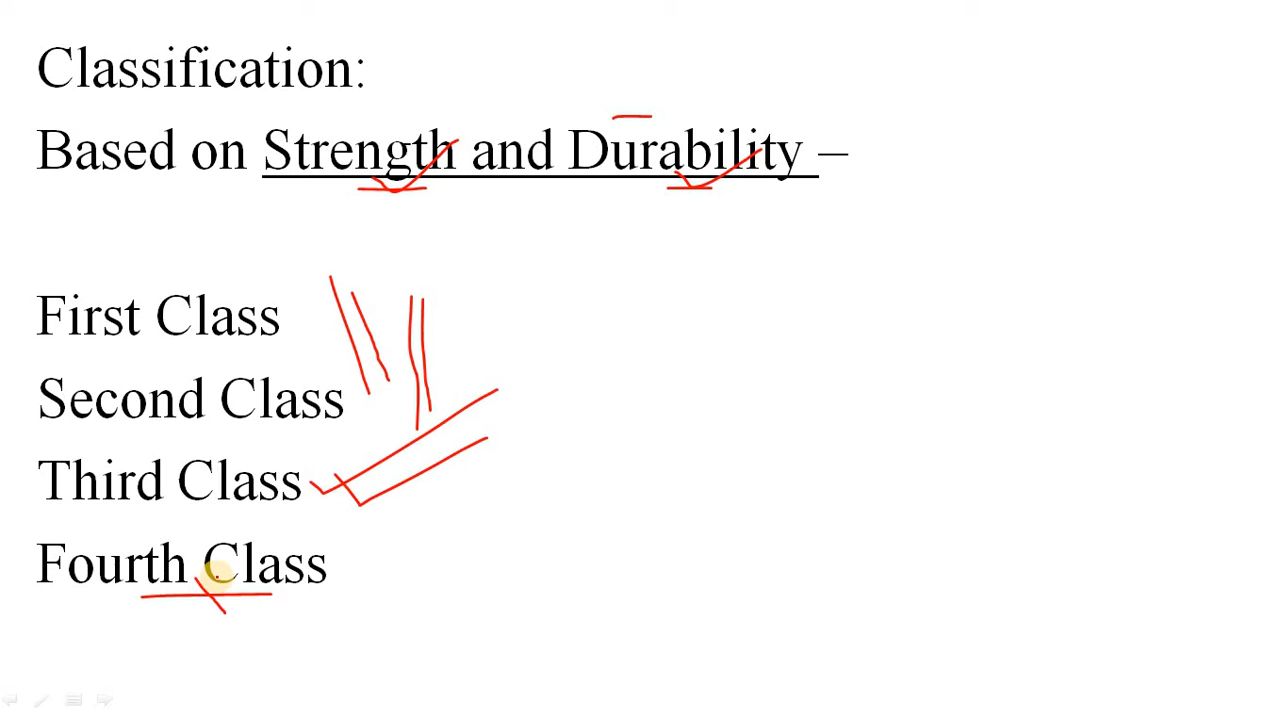 Classification:
Based on Strength and Durability –
First Class
Second Class
Third Class
Fourth Class